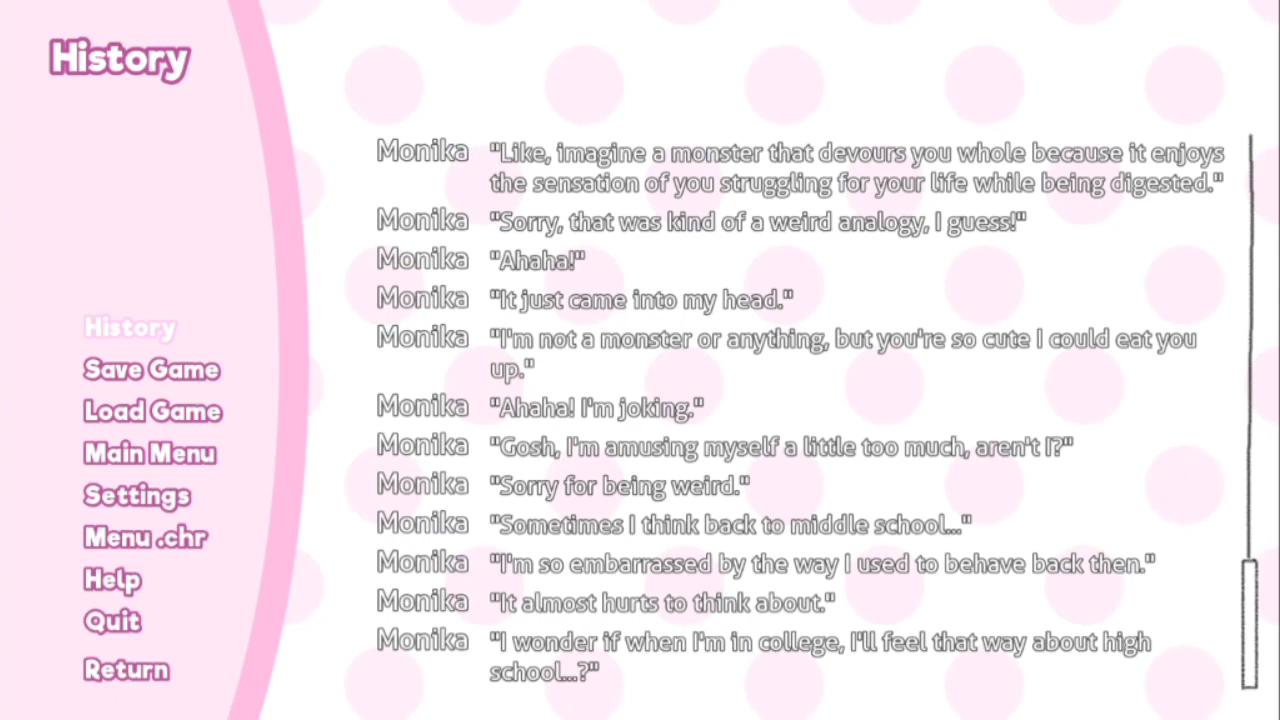 History
Monika "Like, imagine a monster that devours you whole because it enjoys
the sensation of you struggling for your life while being digested."
Monika "Sorry, that was kind of a weird analogy, I guess!"
Monika "Ahaha!"
Monika "It just came into my head."
Monika "I'm not a monster or anything, but you're so cute I could eat you
up."
Monika "Ahaha! I'm joking."
Monika "Gosh, I'm amusing myself a little too much, aren't I?"
Monika "Sorry for being weird."
Monika "Sometimes I think back to middle school..."
Monika "I'm so embarrassed by the way I used to behave back then."
Monika "It almost hurts to think about."
Monika "I wonder if when I'm in college, I'll feel that way about high
school...?"
History
Save Game
Load Game
Main Menu
Settings
Menu .chr
Help
Quit
Return